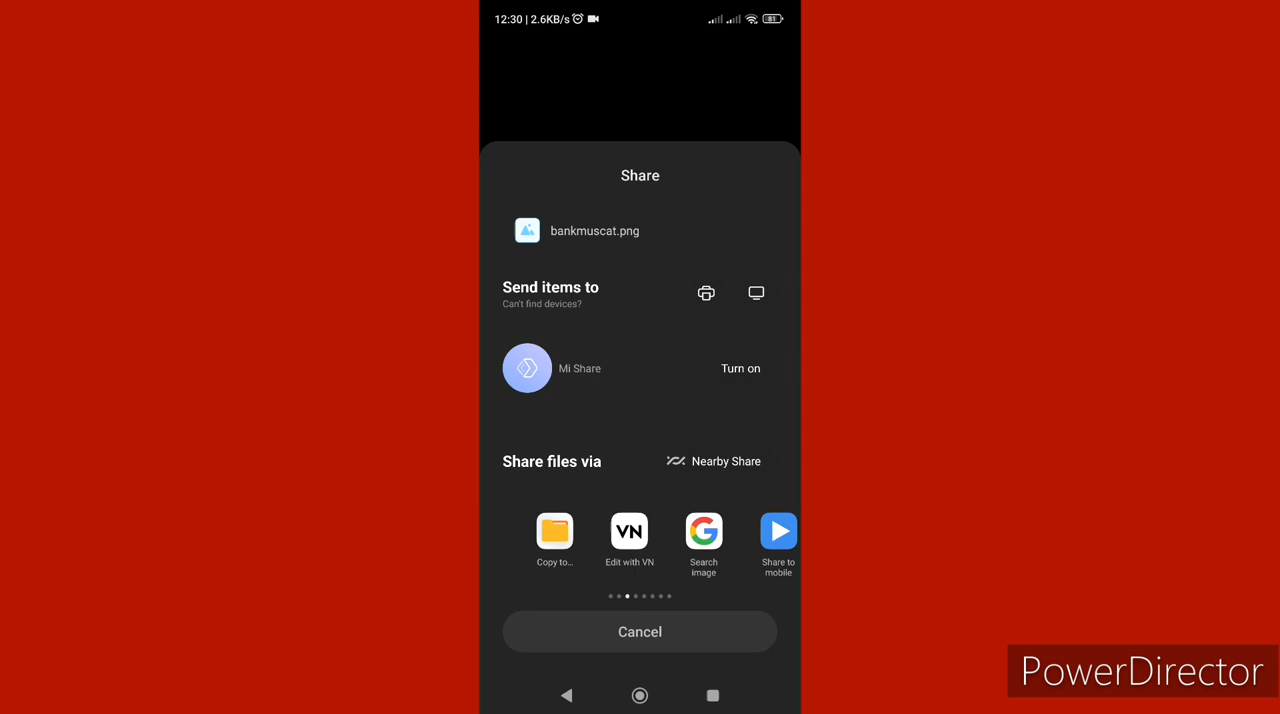 12:30 | 2.6KB/s
81
Share
bankmuscat.png
Send items to
Can't find devices?
Mi Share
Turn on
Share files via
Nearby Share
VN
G
Copy to...
Edit with VN
Search
image
Share to
mobile
Cancel
PowerDirector